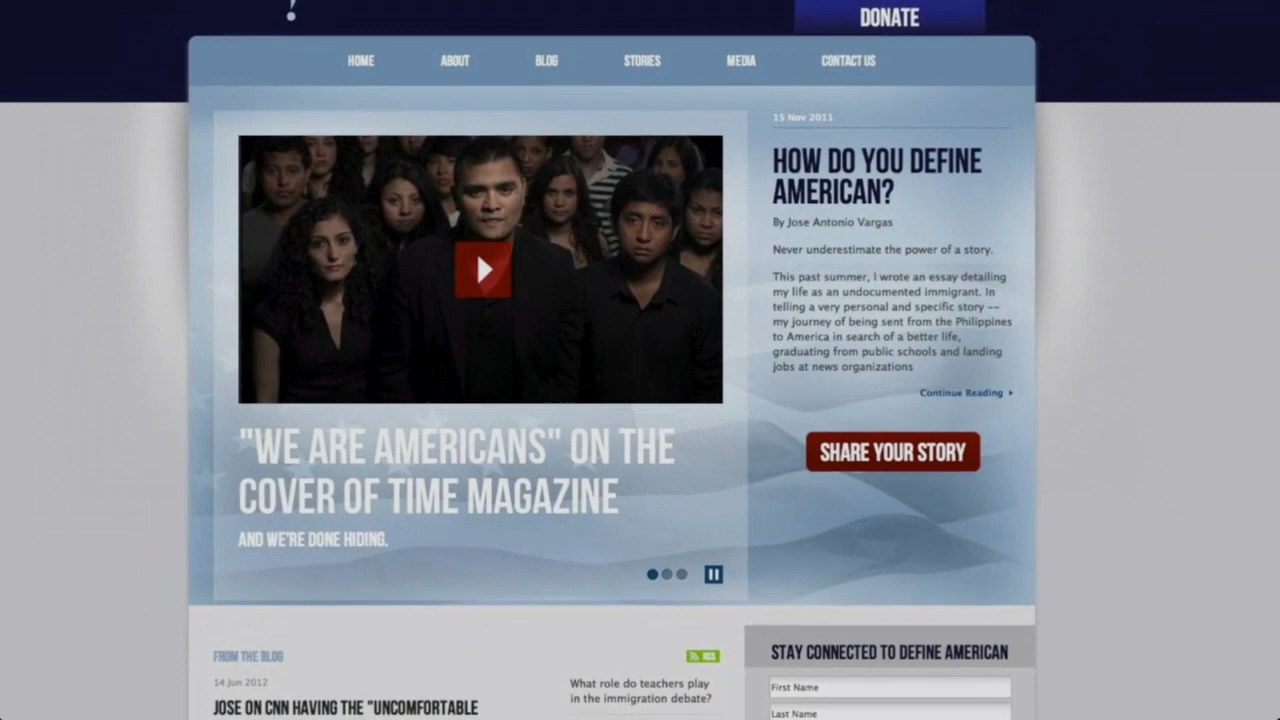 ?
DONATE
HOME
ABOUT
BLOG
STORIES
MEDIA
CONTACT US
"WE ARE AMERICANS" ON THE
COVER OF TIME MAGAZINE
AND WE'RE DONE HIDING.
15 Nov 2011
HOW DO YOU DEFINE
AMERICAN?
By Jose Antonio Vargas
Never underestimate the power of a story.
This past summer, I wrote an essay detailing
my life as an undocumented immigrant. In
telling a very personal and specific story --
my journey of being sent from the Philippines
to America in search of a better life,
graduating from public schools and landing
jobs at news organizations
Continue Reading
SHARE YOUR STORY
FROM THE BLOG
RSS
14 Jun 2012
JOSE ON CNN HAVING THE "UNCOMFORTABLE
What role do teachers play
in the immigration debate?
STAY CONNECTED TO DEFINE AMERICAN
First Name
Last Name